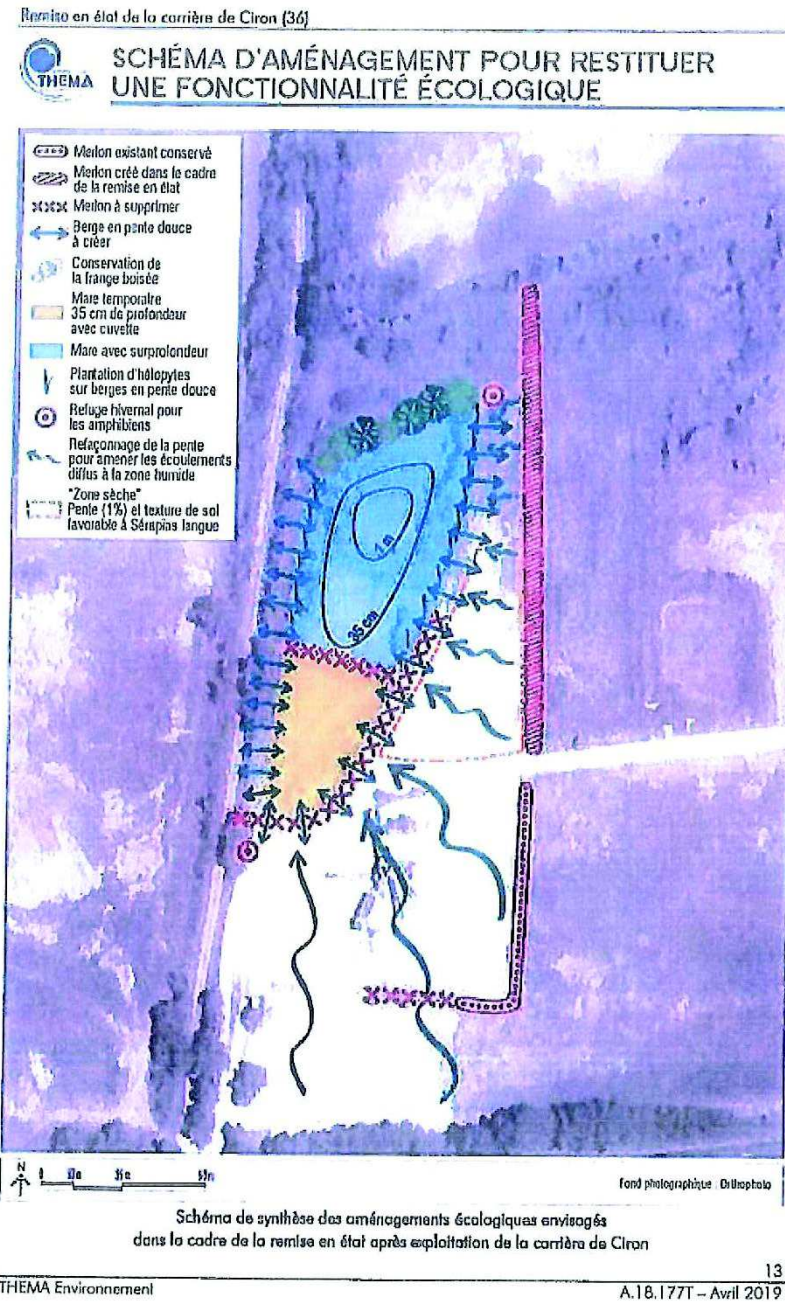 Remise en état de la carrière de Ciron (36)
THEMA
SCHÉMA D'AMÉNAGEMENT POUR RESTITUER
UNE FONCTIONNALITÉ ÉCOLOGIQUE
Merlon existant conservé
Merlon créé dans le cadre
de la remise en état
Merlon à supprimer
Berge en pente douce
à créer
Conservation de
la frange boisée
Mare temporaire
35 cm de profondeur
avec cuvette
Mare avec surprofondeur
Plantation d'hélophytes
sur berges en pente douce
Refuge hivernal pour
les amphibiens
Refaçonnage de la pente
pour amener les écoulements
diffus à la zone humide
"Zone sèche"
Pente (1%) et texture de sol
favorable à Sérapias langue
1 m
35 cm
N
0
50m
Fond photographique : Orthophoto
Schéma de synthèse des aménagements écologiques envisagés
dans le cadre de la remise en état après exploitation de la carrière de Ciron
13
THEMA Environnement
A.18.177T – Avril 2019